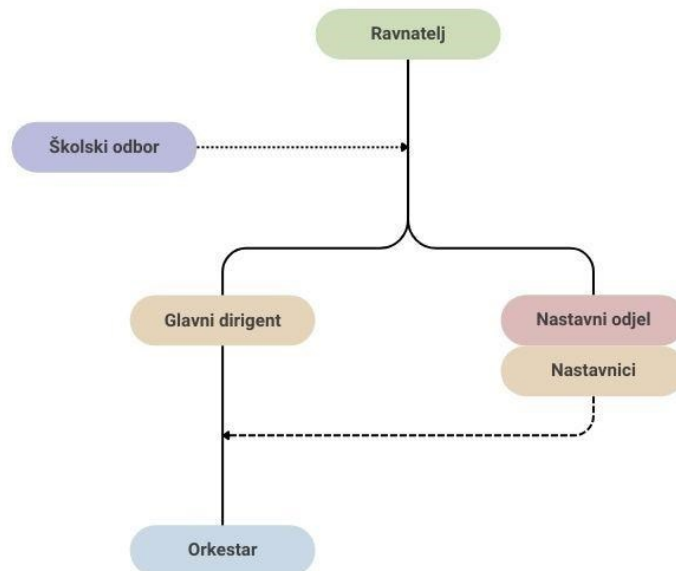 Ravnatelj
Školski odbor
Glavni dirigent
Nastavni odjel
Nastavnici
Orkestar